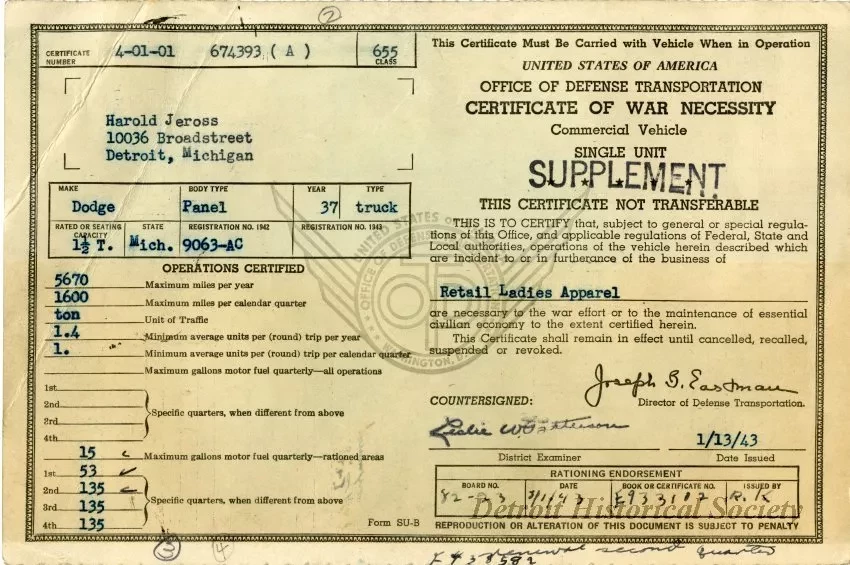 2
CERTIFICATE NUMBER 4-01-01 674393 ( A ) 655 CLASS
Harold Jeross
10036 Broadstreet
Detroit, Michigan
MAKE BODY TYPE YEAR TYPE
Dodge Panel 37 truck
RATED OR SEATING CAPACITY STATE REGISTRATION NO. 1942 REGISTRATION NO. 1943
1½ T. Mich. 9063-AC
OPERATIONS CERTIFIED
5670 Maximum miles per year
1600 Maximum miles per calendar quarter
ton Unit of Traffic
1.4 Minimum average units per (round) trip per year
1. Minimum average units per (round) trip per calendar quarter
Maximum gallons motor fuel quarterly—all operations
1st
2nd
3rd
4th
Specific quarters, when different from above
15 Maximum gallons motor fuel quarterly—rationed areas
1st 53
2nd 135
3rd 135
4th 135
Specific quarters, when different from above
Form SU-B
4
This Certificate Must Be Carried with Vehicle When in Operation
UNITED STATES OF AMERICA
OFFICE OF DEFENSE TRANSPORTATION
CERTIFICATE OF WAR NECESSITY
Commercial Vehicle
SINGLE UNIT
SUPPLEMENT
THIS CERTIFICATE NOT TRANSFERABLE
THIS IS TO CERTIFY that, subject to general or special regula-
tions of this Office, and applicable regulations of Federal, State and
Local authorities, operations of the vehicle herein described which
are incident to or in furtherance of the business of
Retail Ladies Apparel
are necessary to the war effort or to the maintenance of essential
civilian economy to the extent certified herein.
This Certificate shall remain in effect until cancelled, recalled,
suspended or revoked.
Joseph B. Eastman
COUNTERSIGNED: Director of Defense Transportation.
Leslie W. Patterson
1/13/43
District Examiner Date Issued
RATIONING ENDORSEMENT
BOARD NO. DATE BOOK OR CERTIFICATE NO. ISSUED BY
R. K
Detroit Historical Society
REPRODUCTION OR ALTERATION OF THIS DOCUMENT IS SUBJECT TO PENALTY
renewal second quarter